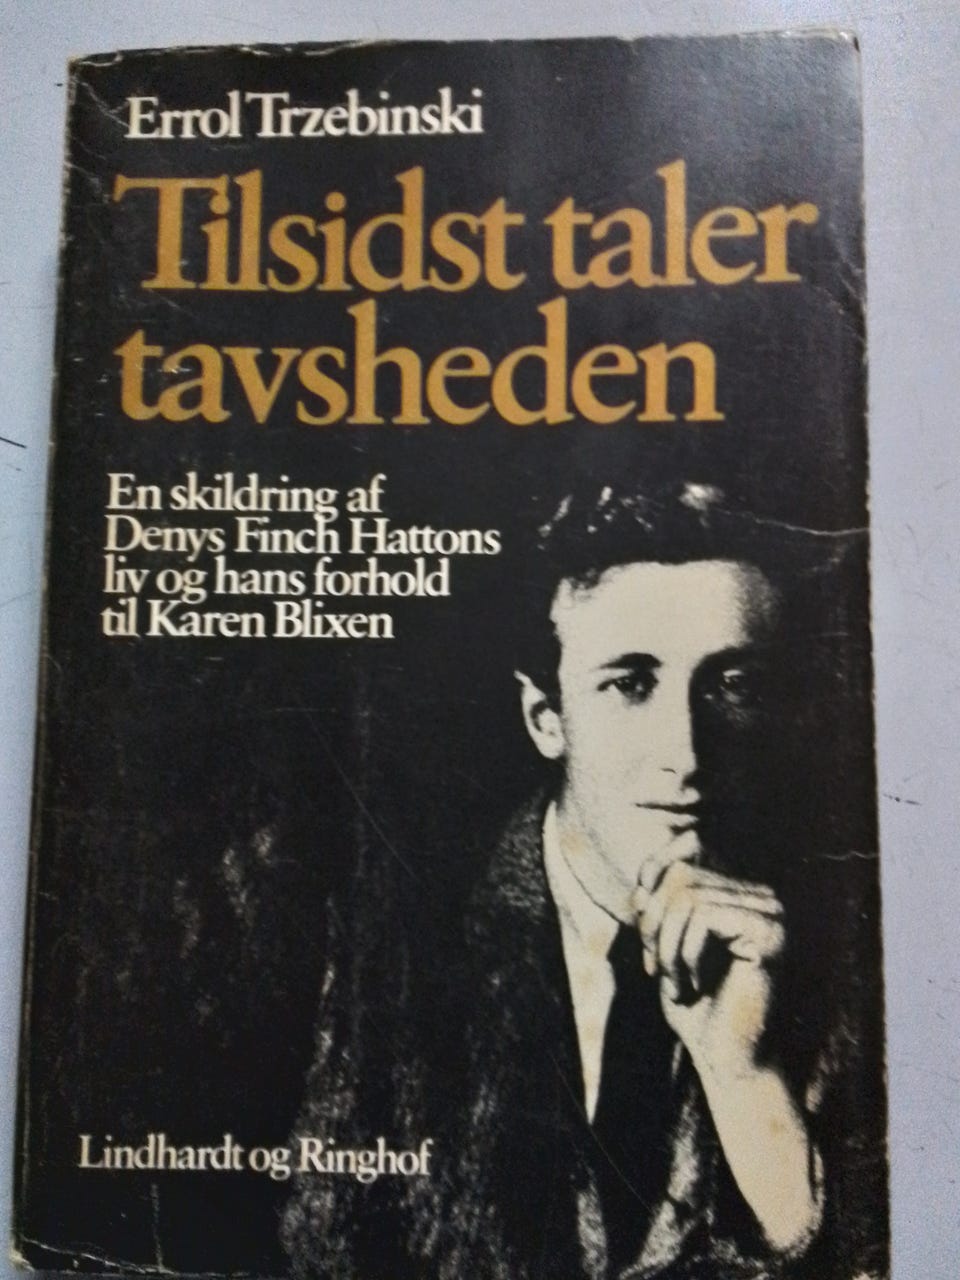 Errol Trzebinski
Tilsidst taler
tavsheden
En skildring af
Denys Finch Hattons
liv og hans forhold
til Karen Blixen
Lindhardt og Ringhof